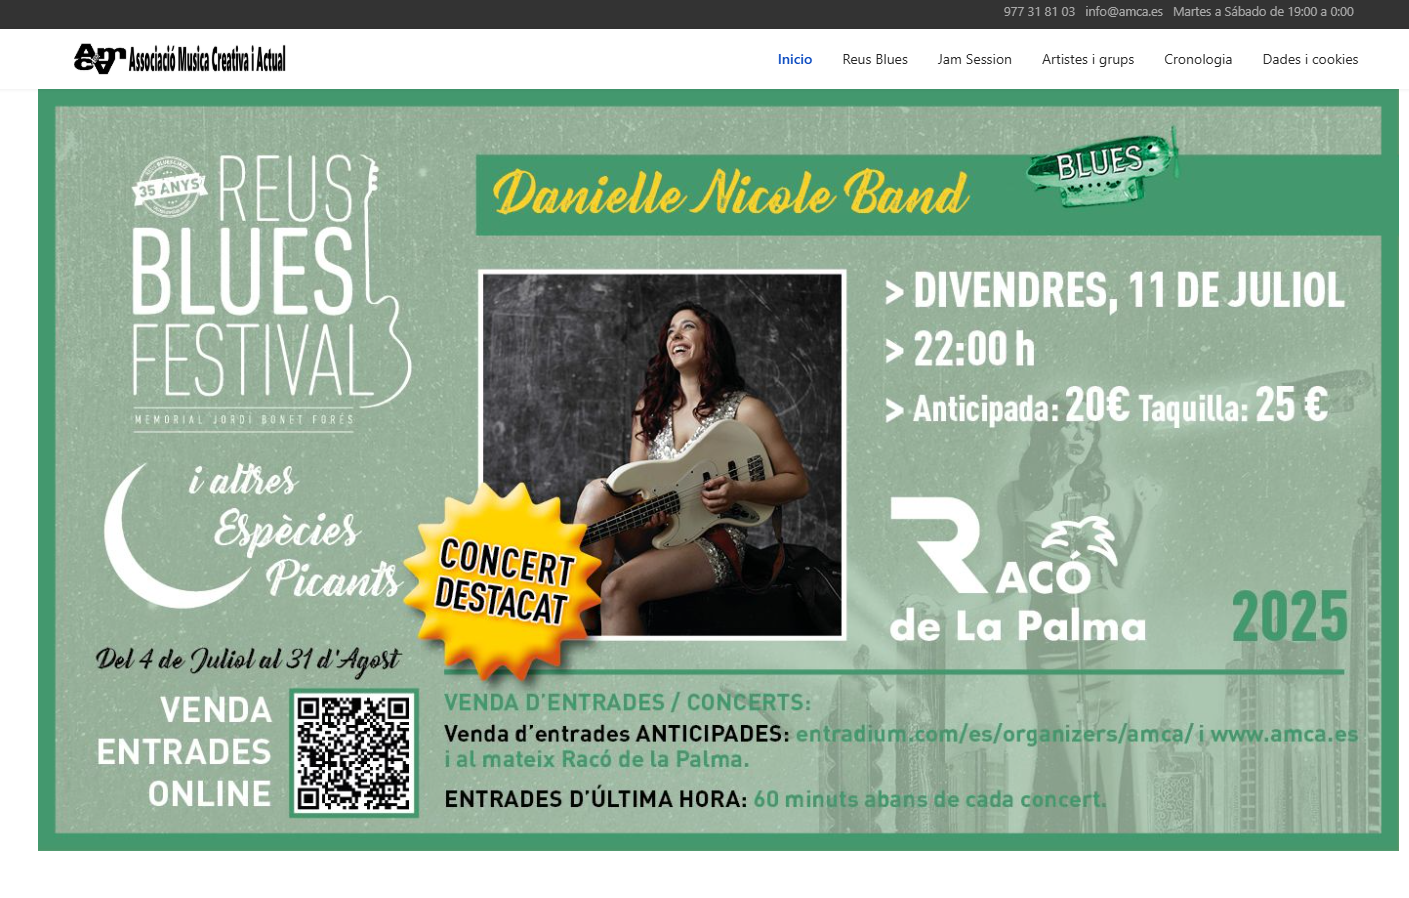 977 31 81 03 info@amca.es Martes a Sábado de 19:00 a 0:00
Amca Associació Musica Creativa i Actual
Inicio Reus Blues Jam Session Artistes i grups Cronologia Dades i cookies
35 ANYS
REUS
BLUES
FESTIVAL
MEMORIAL JORDI BONET FORÉS
i altres
Espècies
Picants
Del 4 de Juliol al 31 d'Agost
VENDA
ENTRADES
ONLINE
Danielle Nicole Band
BLUES
> DIVENDRES, 11 DE JULIOL
> 22:00 h
> Anticipada: 20€ Taquilla: 25 €
CONCERT
DESTACAT
RACÓ
de La Palma
2025
VENDA D'ENTRADES / CONCERTS:
Venda d'entrades ANTICIPADES: entradium.com/es/organizers/amca/ i www.amca.es
i al mateix Racó de la Palma.
ENTRADES D'ÚLTIMA HORA: 60 minuts abans de cada concert.